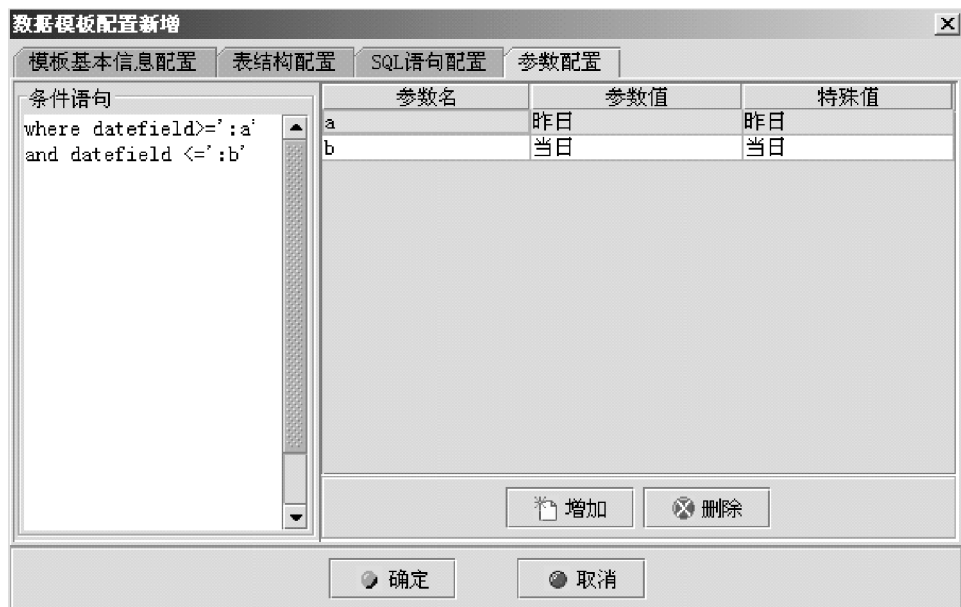 数据模板配置新增
模板基本信息配置 表结构配置 SQL语句配置 参数配置
条件语句
where datefield>=':a'
and datefield <=':b'
参数名 参数值 特殊值
a 昨日 昨日
b 当日 当日
增加 删除
确定 取消